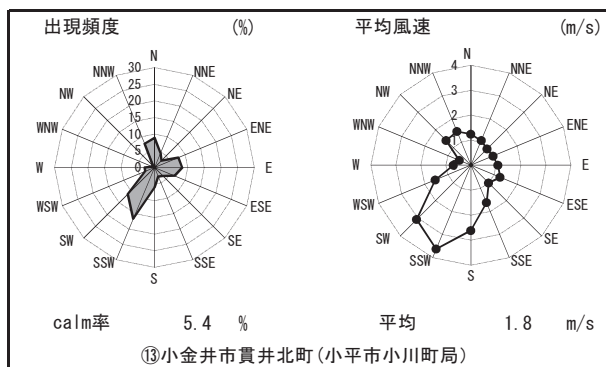 出現頻度 (%)
N
NNE
NE
ENE
E
ESE
SE
SSE
S
SSW
SW
WSW
W
WNW
NW
NNW
30
25
20
15
10
5
0
calm率 5.4 %
平均風速 (m/s)
N
NNE
NE
ENE
E
ESE
SE
SSE
S
SSW
SW
WSW
W
WNW
NW
NNW
4
3
2
1
0
平均 1.8 m/s
⑬小金井市貫井北町(小平市小川町局)